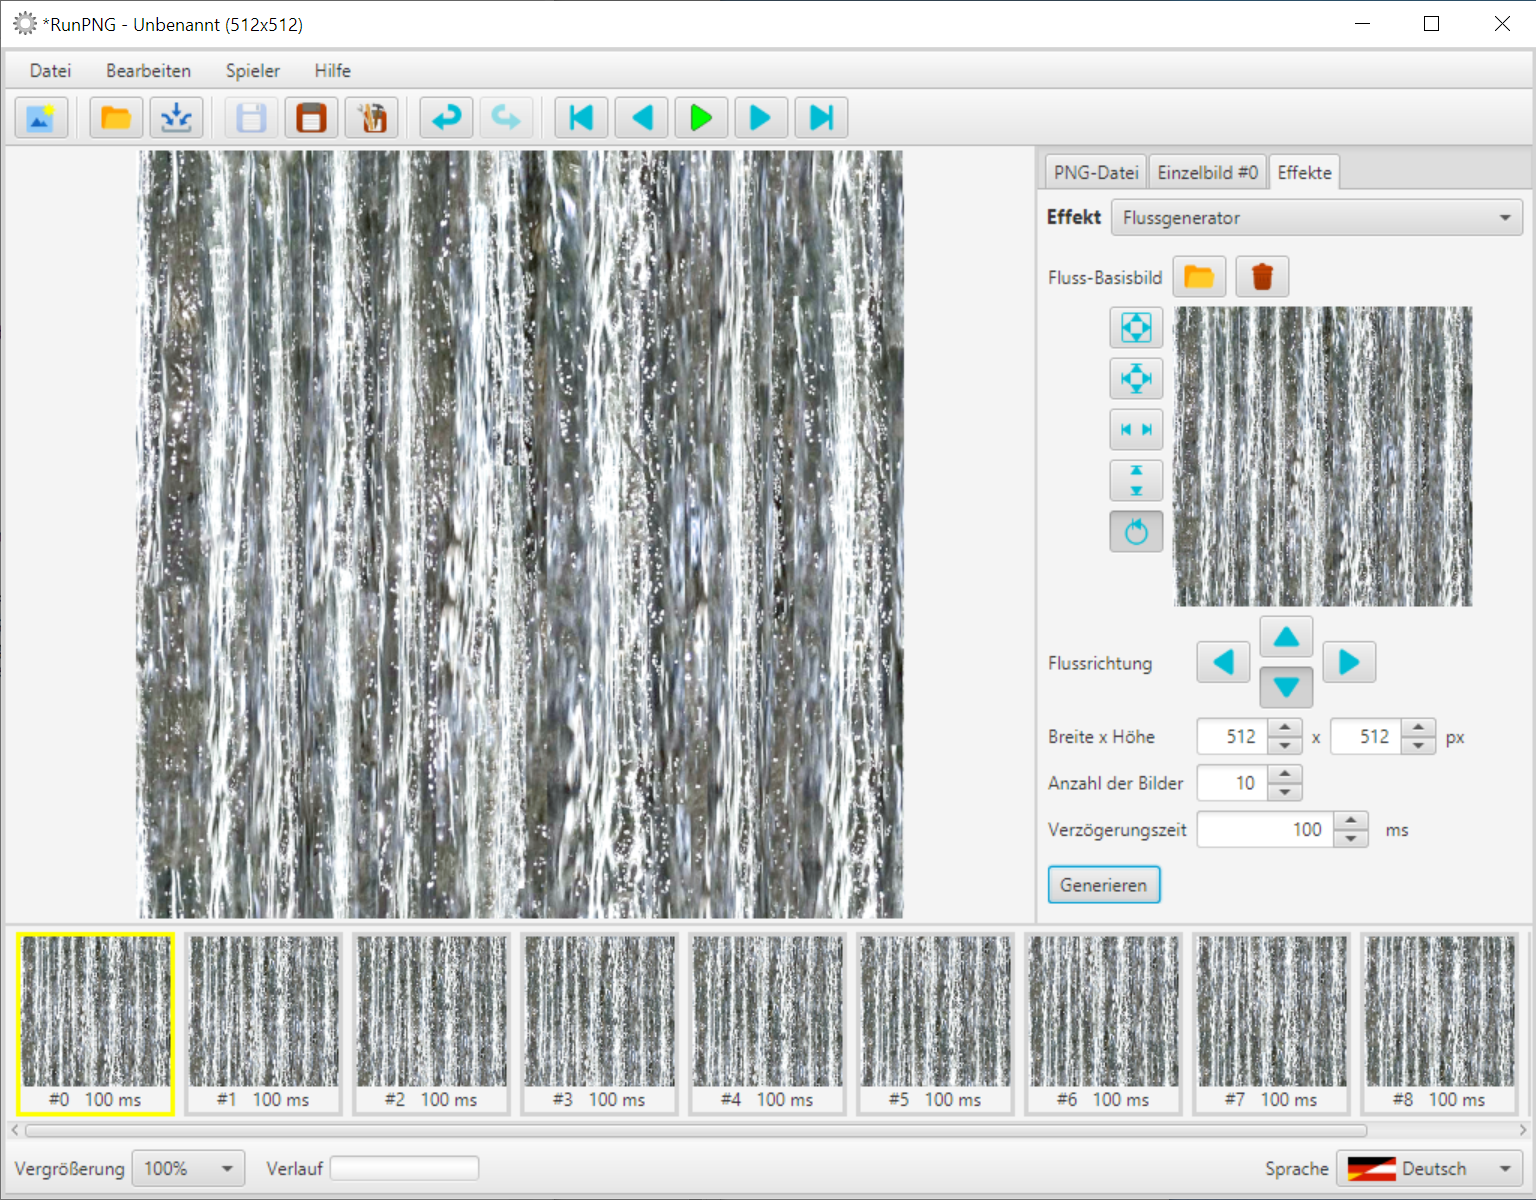 *RunPNG - Unbenannt (512x512)
Datei Bearbeiten Spieler Hilfe
PNG-Datei Einzelbild #0 Effekte
Effekt Flussgenerator
Fluss-Basisbild
Flussrichtung
Breite x Höhe 512 x 512 px
Anzahl der Bilder 10
Verzögerungszeit 100 ms
Generieren
#0 100 ms #1 100 ms #2 100 ms #3 100 ms #4 100 ms #5 100 ms #6 100 ms #7 100 ms #8 100 ms
Vergrößerung 100% Verlauf Sprache Deutsch